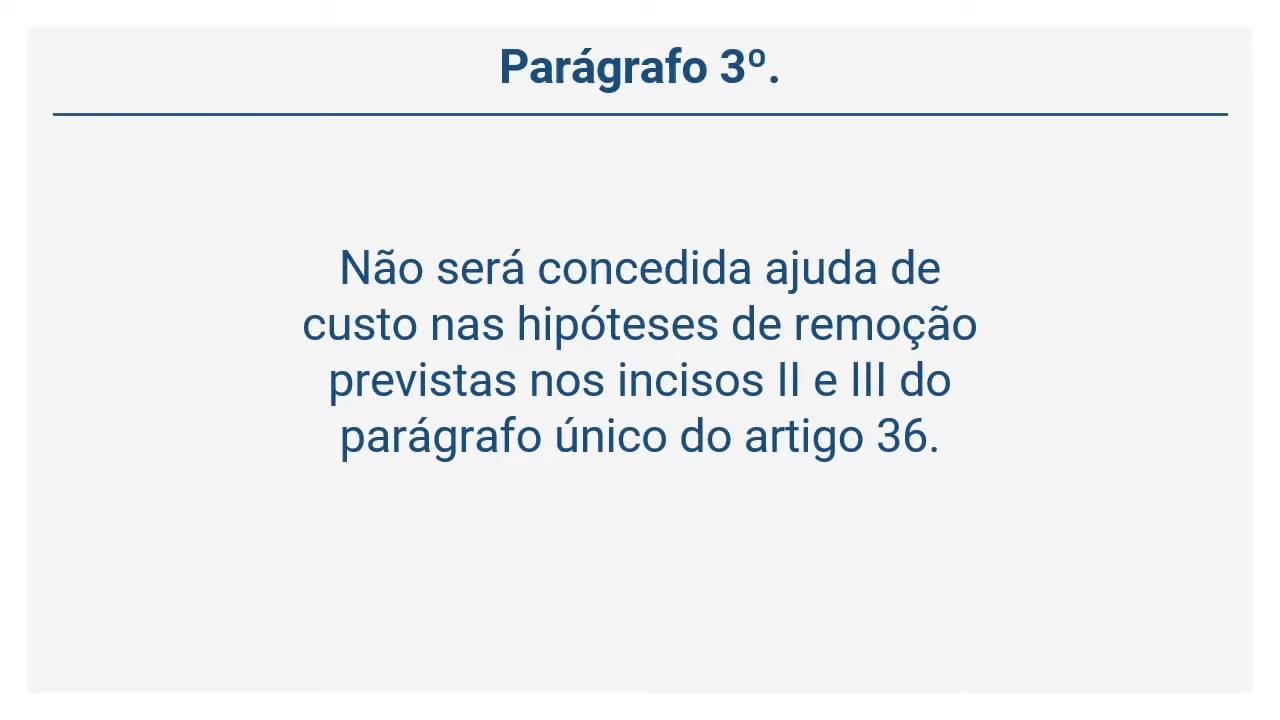 Parágrafo 3º.
Não será concedida ajuda de
custo nas hipóteses de remoção
previstas nos incisos II e III do
parágrafo único do artigo 36.